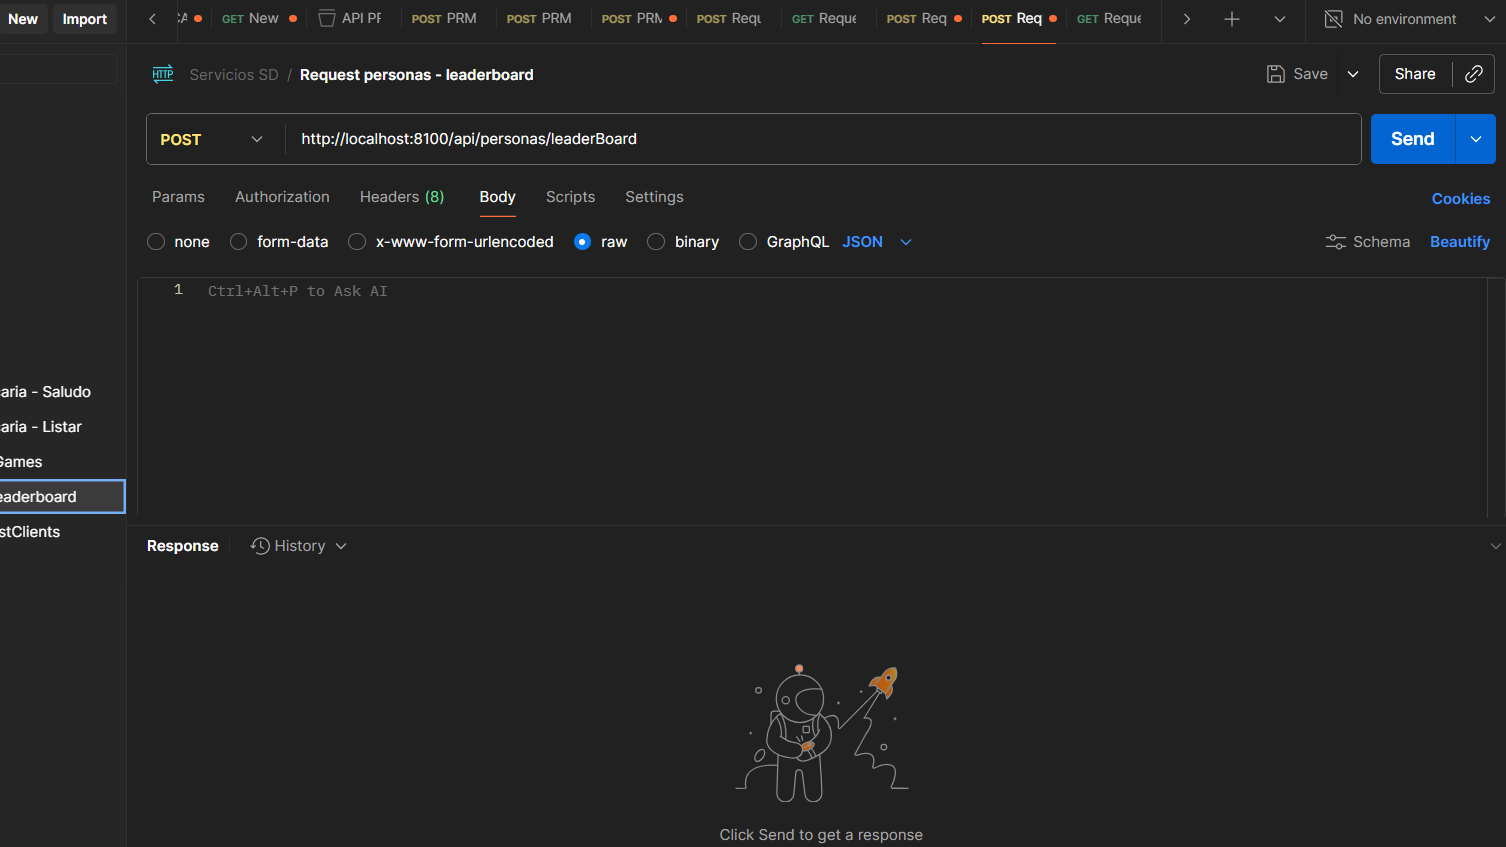 New Import
GET New API PF POST PRM POST PRM POST PRM POST Requ GET Reque POST Req POST Req GET Reque No environment
HTTP Servicios SD / Request personas - leaderboard Save Share
POST http://localhost:8100/api/personas/leaderBoard Send
Params Authorization Headers (8) Body Scripts Settings Cookies
none form-data x-www-form-urlencoded raw binary GraphQL JSON Schema Beautify
1 Ctrl+Alt+P to Ask AI
aria - Saludo
aria - Listar
Games
eaderboard
stClients
Response History
Click Send to get a response